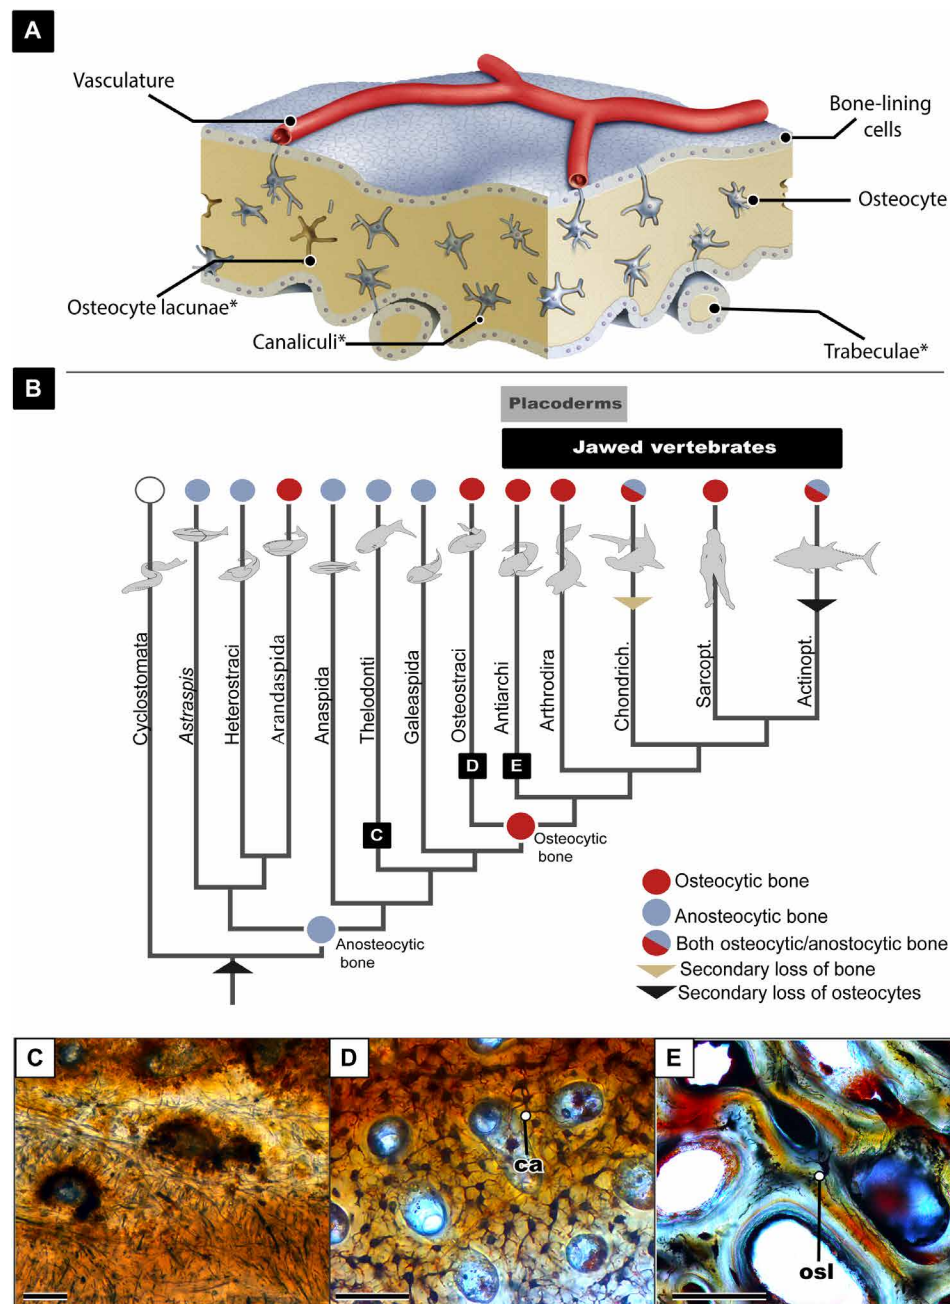 A
Vasculature
Bone-lining
cells
Osteocyte
Osteocyte lacunae*
Canaliculi*
Trabeculae*
B
Placoderms
Jawed vertebrates
Cyclostomata
Astraspis
Heterostraci
Arandaspida
Anaspida
Thelodonti
Galeaspida
Osteostraci
Antiarchi
Arthrodira
Chondrich.
Sarcopt.
Actinopt.
D
E
C
Osteocytic
bone
Anosteocytic
bone
Osteocytic bone
Anosteocytic bone
Both osteocytic/anostocytic bone
Secondary loss of bone
Secondary loss of osteocytes
C
D
ca
E
osl